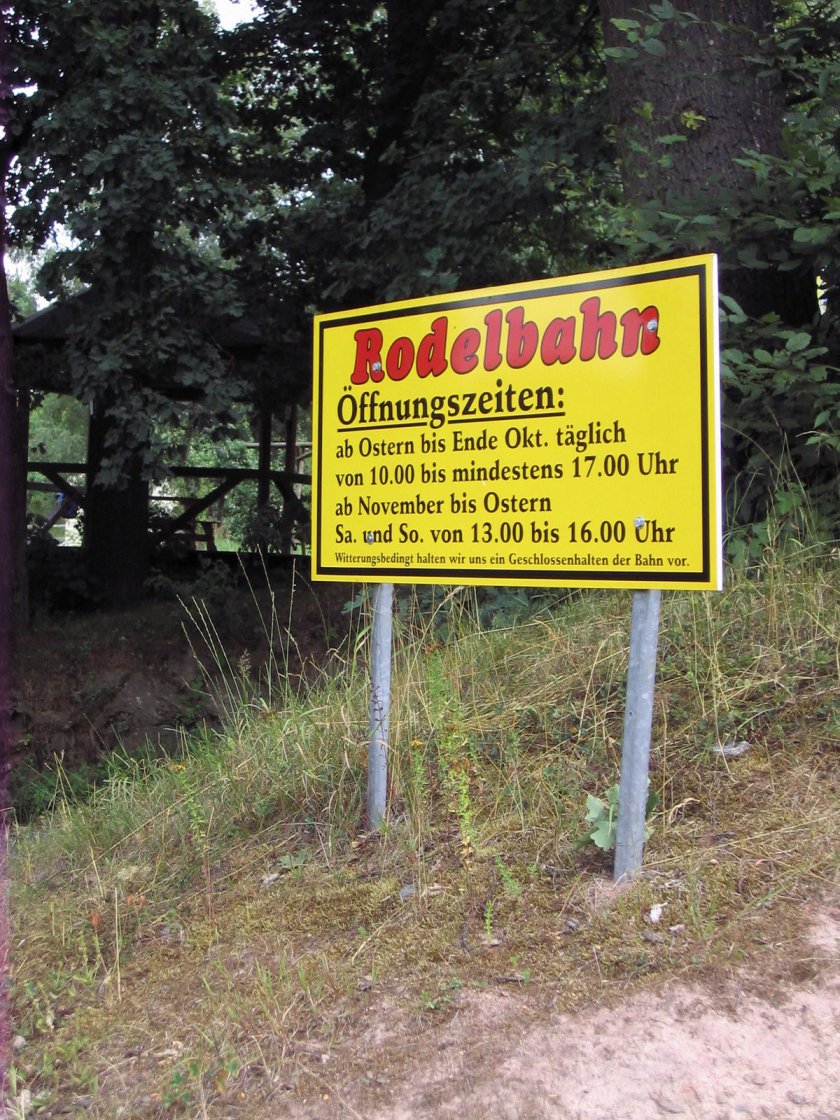 Rodelbahn
Öffnungszeiten:
ab Ostern bis Ende Okt. täglich
von 10.00 bis mindestens 17.00 Uhr
ab November bis Ostern
Sa. und So. von 13.00 bis 16.00 Uhr
Witterungsbedingt halten wir uns ein Geschlossenhalten der Bahn vor.